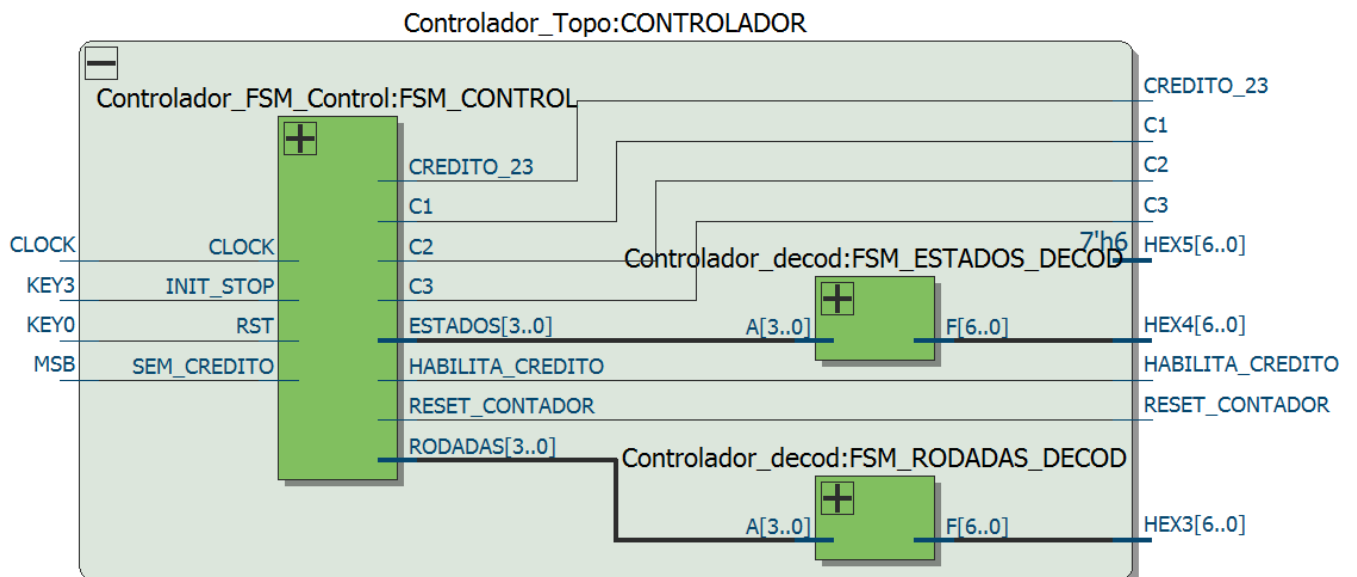 Controlador_Topo:CONTROLADOR
Controlador_FSM_Control:FSM_CONTROL
CREDITO_23
CREDITO_23
C1
C2
C3
CLOCK
KEY3
KEY0
MSB
CLOCK
INIT_STOP
RST
SEM_CREDITO
C1
C2
C3
ESTADOS[3..0]
HABILITA_CREDITO
RESET_CONTADOR
RODADAS[3..0]
7'h6
HEX5[6..0]
Controlador_decod:FSM_ESTADOS_DECOD
A[3..0]
F[6..0]
HEX4[6..0]
HABILITA_CREDITO
RESET_CONTADOR
Controlador_decod:FSM_RODADAS_DECOD
A[3..0]
F[6..0]
HEX3[6..0]